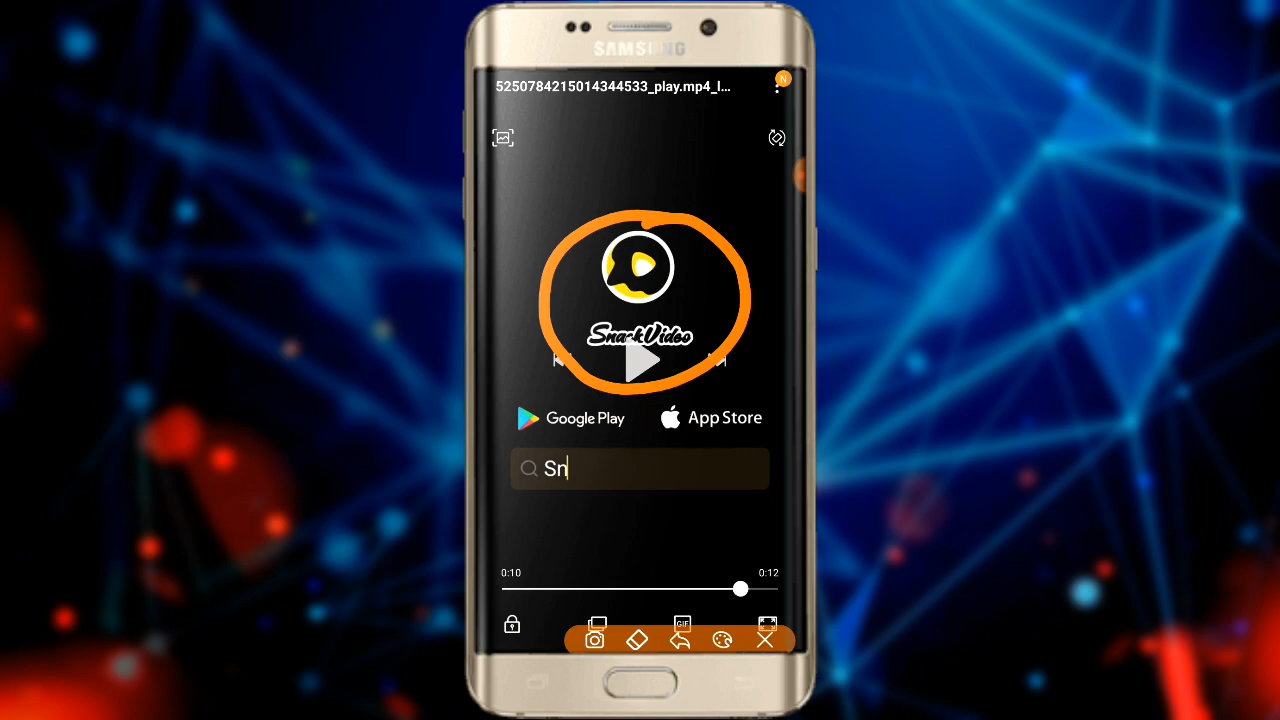 SAMSUNG
5250784215014344533_play.mp4_l...
N
SnackVideo
Google Play
App Store
Sn
0:10
0:12
GIF